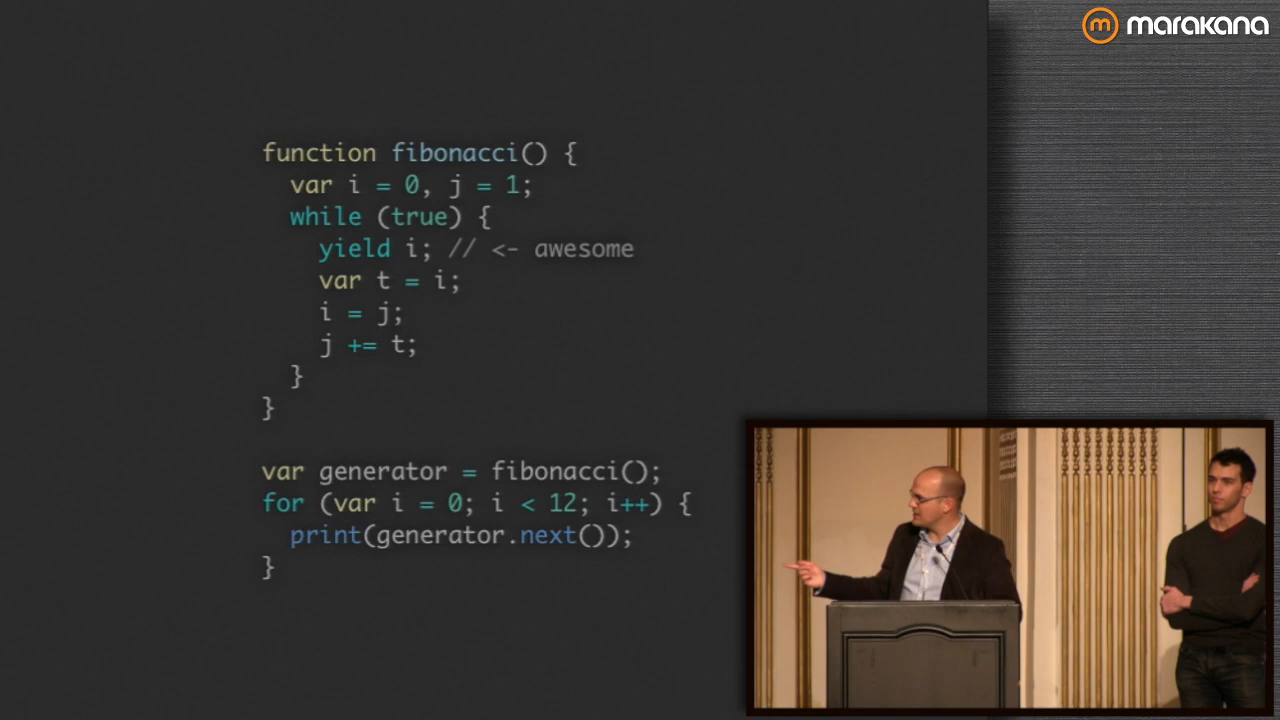 marakana
function fibonacci() {
  var i = 0, j = 1;
  while (true) {
    yield i; // <- awesome
    var t = i;
    i = j;
    j += t;
  }
}
var generator = fibonacci();
for (var i = 0; i < 12; i++) {
  print(generator.next());
}